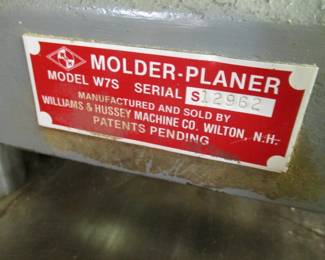 MOLDER-PLANER
MODEL W7S SERIAL S12962
MANUFACTURED AND SOLD BY
WILLIAMS & HUSSEY MACHINE CO. WILTON, N.H.
PATENTS PENDING